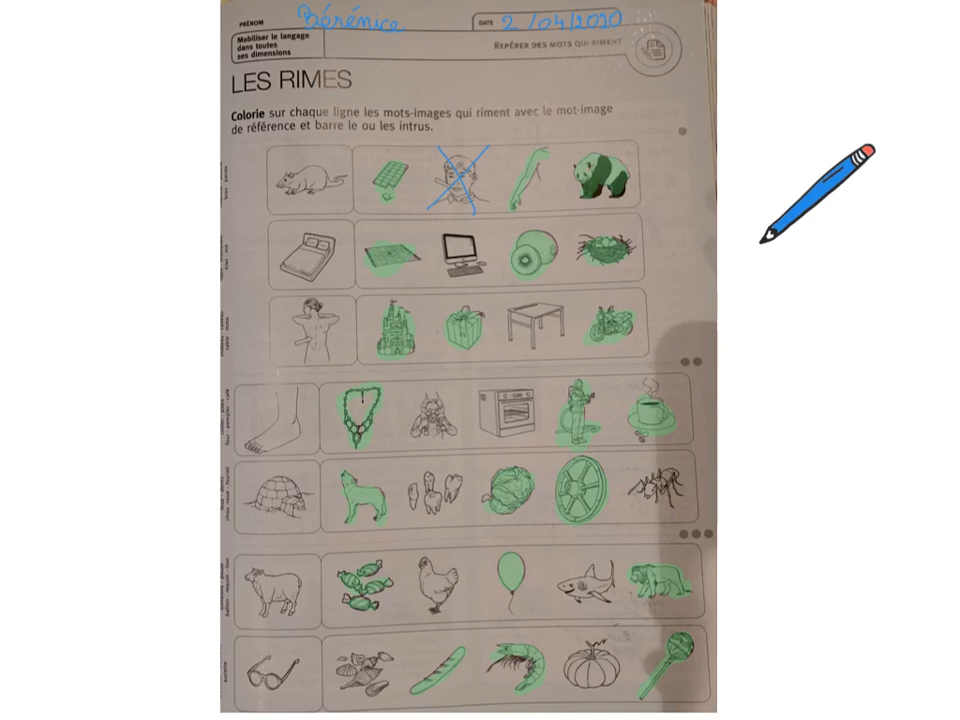 PRÉNOM
Bérénice
DATE 2/04/2020
Mobiliser le langage
dans toutes
ses dimensions
REPÉRER DES MOTS QUI RIMENT
LES RIMES
Colorie sur chaque ligne les mots-images qui riment avec le mot-image
de référence et barre le ou les intrus.